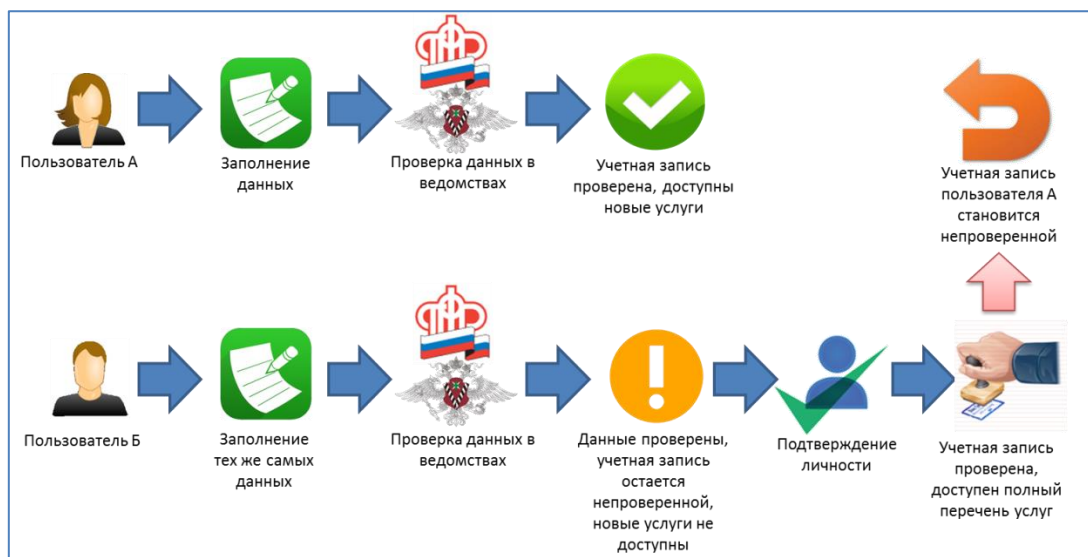 Пользователь А
Заполнение
данных
Проверка данных в
ведомствах
Учетная запись
проверена, доступны
новые услуги
Учетная запись
пользователя А
становится
непроверенной
Пользователь Б
Заполнение
тех же самых
данных
Проверка данных в
ведомствах
Данные проверены,
учетная запись
остается
непроверенной,
новые услуги не
доступны
Подтверждение
личности
Учетная запись
проверена,
доступен полный
перечень услуг